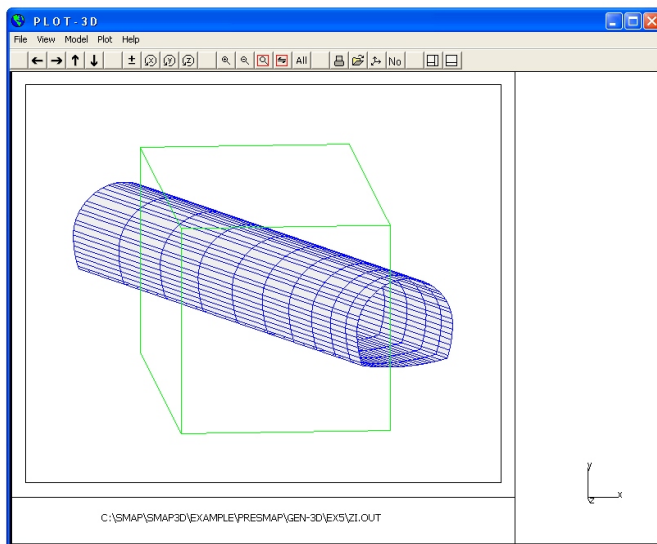 PLOT-3D
File View Model Plot Help
± X Y Z All No
y
z x
C:\SMAP\SMAP3D\EXAMPLE\PRESMAP\GEN-3D\EX5\ZI.OUT